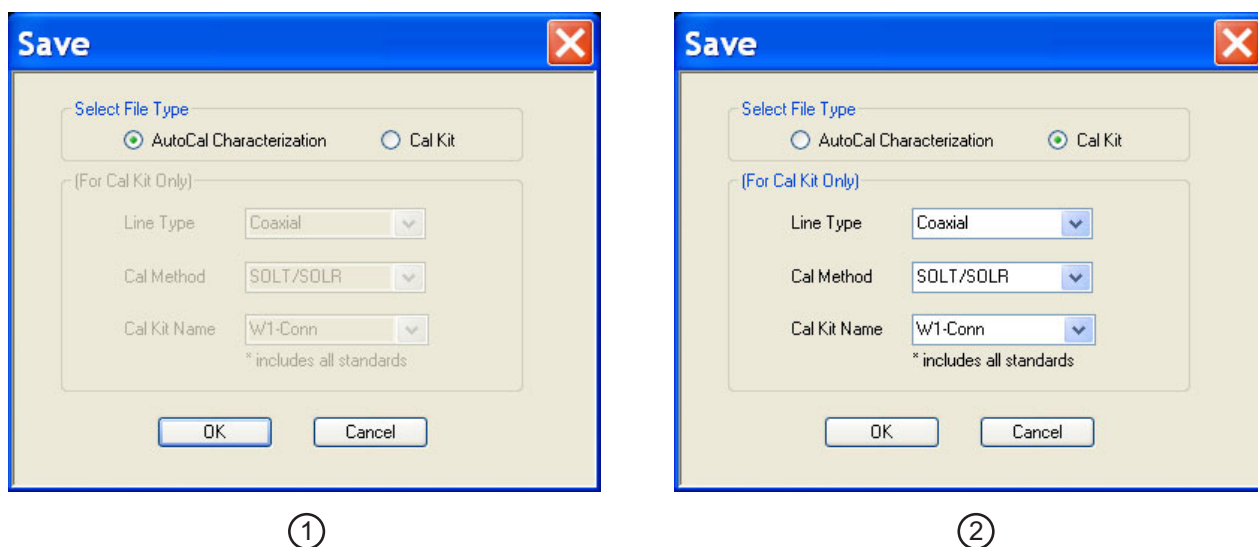 Save
Select File Type
AutoCal Characterization Cal Kit
(For Cal Kit Only)
Line Type Coaxial
Cal Method SOLT/SOLR
Cal Kit Name W1-Conn
* includes all standards
OK Cancel
1
Save
Select File Type
AutoCal Characterization Cal Kit
(For Cal Kit Only)
Line Type Coaxial
Cal Method SOLT/SOLR
Cal Kit Name W1-Conn
* includes all standards
OK Cancel
2